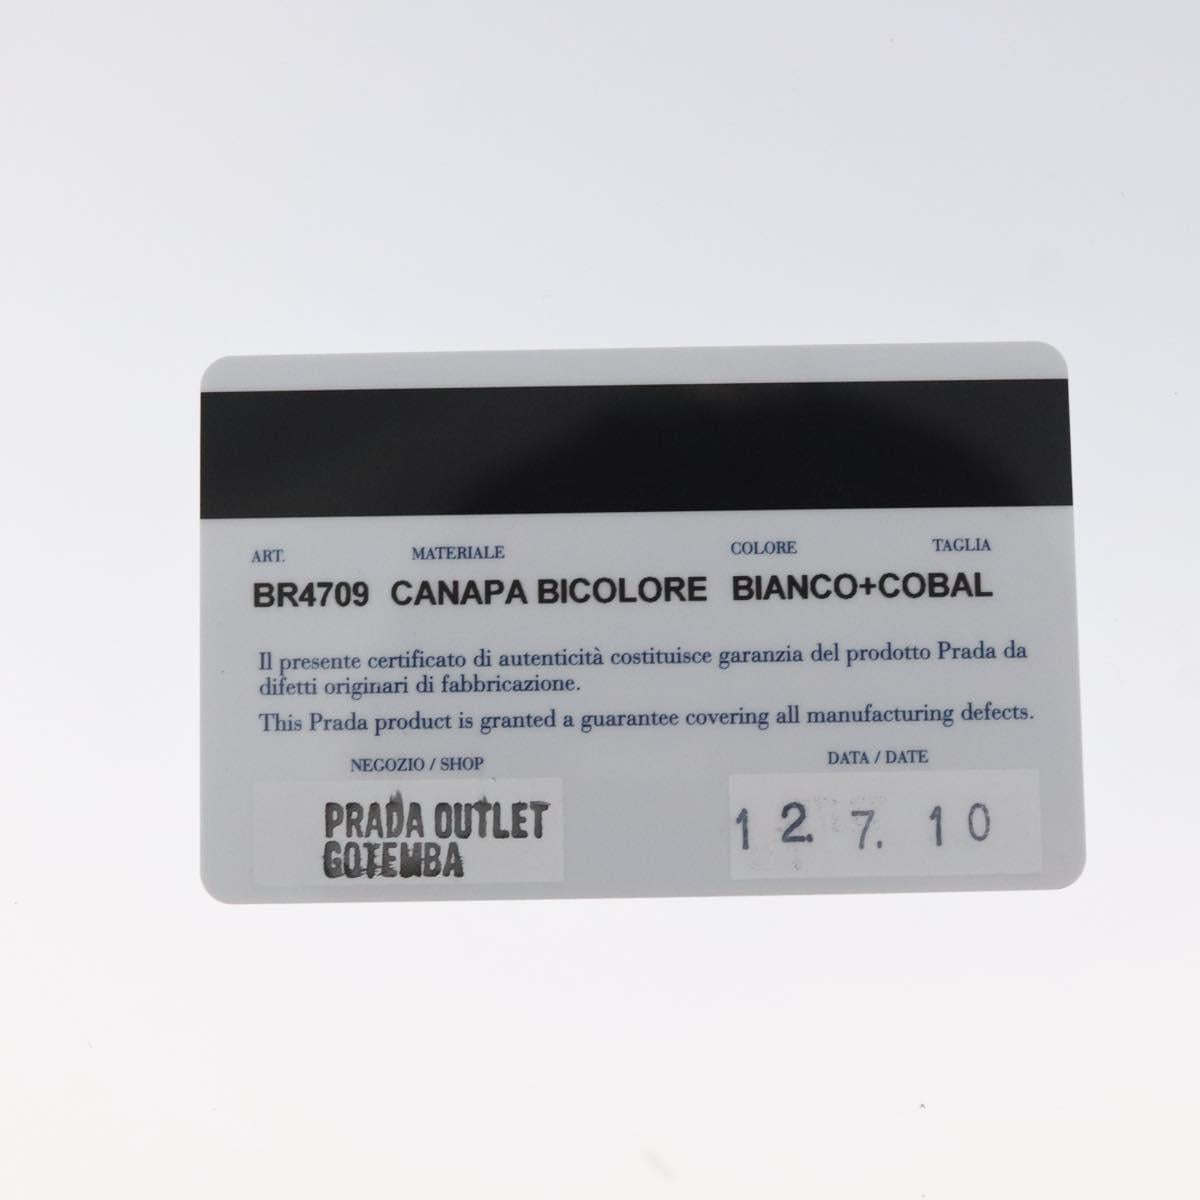 ART. MATERIALE COLORE TAGLIA
BR4709 CANAPA BICOLORE BIANCO+COBAL
Il presente certificato di autenticità costituisce garanzia del prodotto Prada da
difetti originari di fabbricazione.
This Prada product is granted a guarantee covering all manufacturing defects.
NEGOZIO / SHOP DATA / DATE
PRADA OUTLET
GOTEMBA
12. 7. 10